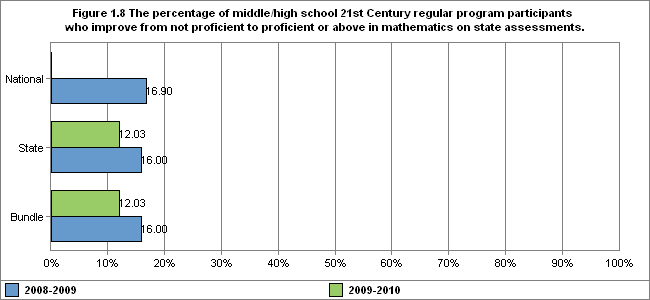 Figure 1.8 The percentage of middle/high school 21st Century regular program participants
who improve from not proficient to proficient or above in mathematics on state assessments.
National
16.90
12.03
State
16.00
12.03
Bundle
16.00
0% 10% 20% 30% 40% 50% 60% 70% 80% 90% 100%
2008-2009 2009-2010